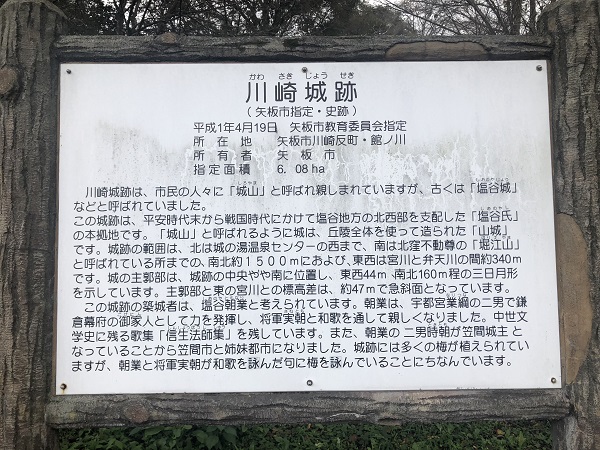 かわ さき じょう せき
川崎城跡
(矢板市指定・史跡)
平成1年4月19日 矢板市教育委員会指定
所在地 矢板市川崎反町・館ノ川
所有者 矢板市
指定面積 6.08ha
川崎城跡は、市民の人々に「城山」と呼ばれ親しまれていますが、古くは「塩谷城」
などと呼ばれていました。
この城跡は、平安時代末から戦国時代にかけて塩谷地方の北西部を支配した「塩谷氏」
の本拠地です。「城山」と呼ばれるように城は、丘陵全体を使って造られた「山城」
です。城跡の範囲は、北は城の湯温泉センターの西まで、南は北窪不動尊の「堀江山」
と呼ばれている所までの、南北約1500mにおよび、東西は宮川と弁天川の間約340m
です。城の主郭部は、城跡の中央やや南に位置し、東西44m、南北160m程の三日月形
を示しています。主郭部と東の宮川との標高差は、約47mで急斜面となっています。
この城跡の築城者は、塩谷朝業と考えられています。朝業は、宇都宮業綱の二男で鎌
倉幕府の御家人として力を発揮し、将軍実朝と和歌を通して親しくなりました。中世文
学史に残る歌集「信生法師集」を残しています。また、朝業の二男時朝が笠間城主と
なっていることから笠間市と姉妹都市になりました。城跡には多くの梅が植えられてい
ますが、朝業と将軍実朝が和歌を詠んだ句に梅を詠んでいることにちなんでいます。